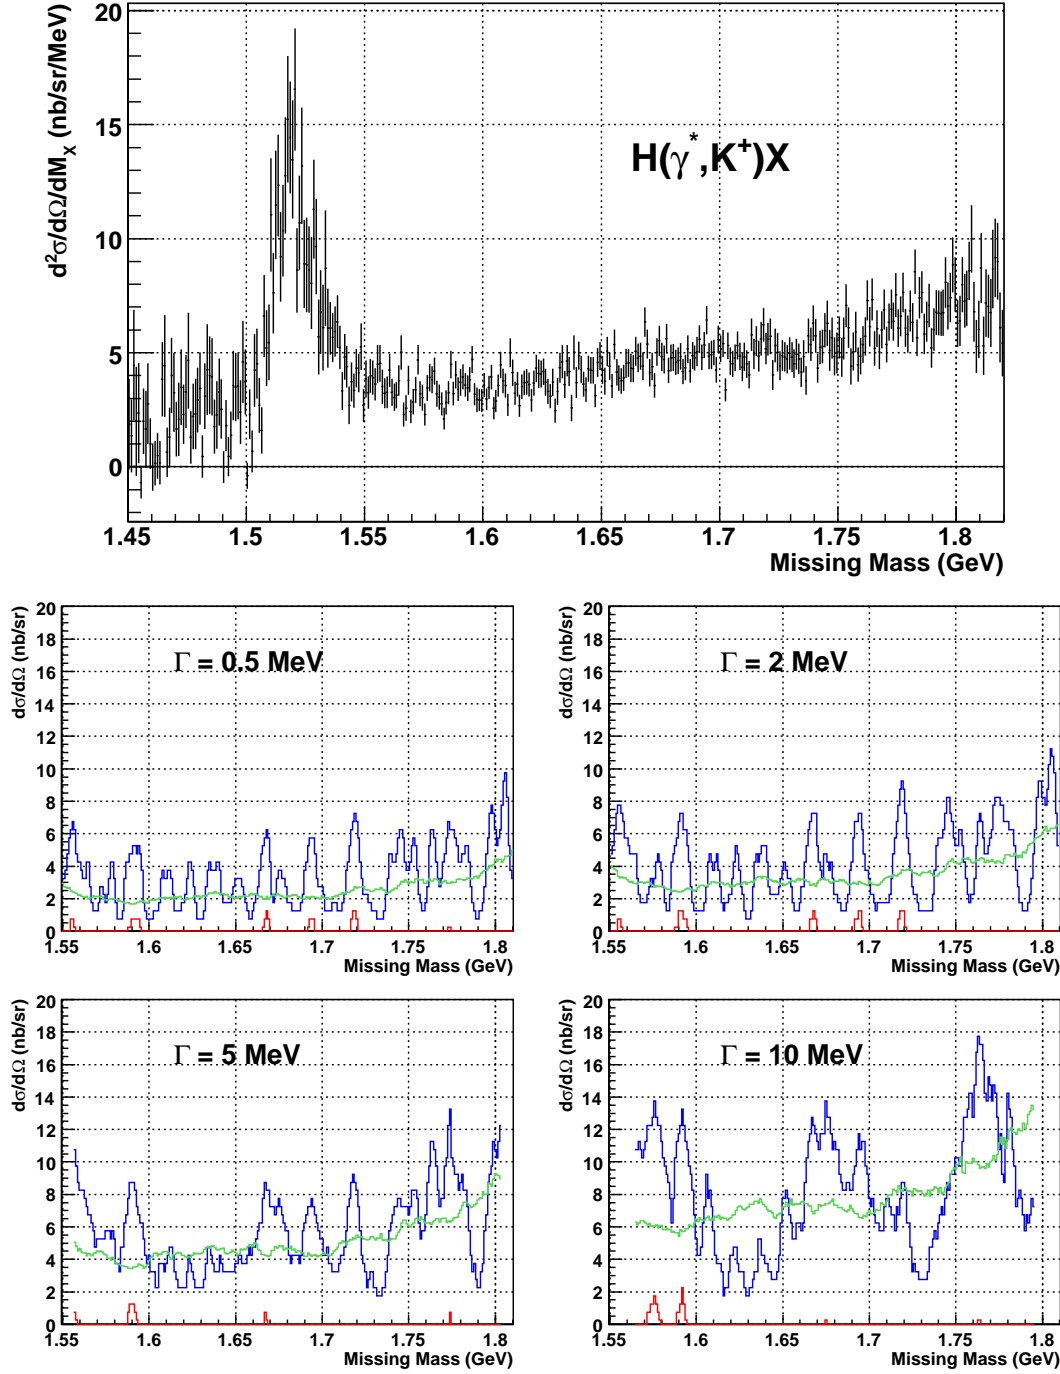 d²σ/dΩ/dM_X (nb/sr/MeV)
20
15
10
5
0
H(γ*,K⁺)X
1.45 1.5 1.55 1.6 1.65 1.7 1.75 1.8
Missing Mass (GeV)
dσ/dΩ (nb/sr)
20
18
16
14
12
10
8
6
4
2
0
Γ = 0.5 MeV
1.55 1.6 1.65 1.7 1.75 1.8
Missing Mass (GeV)
dσ/dΩ (nb/sr)
20
18
16
14
12
10
8
6
4
2
0
Γ = 2 MeV
1.55 1.6 1.65 1.7 1.75 1.8
Missing Mass (GeV)
dσ/dΩ (nb/sr)
20
18
16
14
12
10
8
6
4
2
0
Γ = 5 MeV
1.55 1.6 1.65 1.7 1.75 1.8
Missing Mass (GeV)
dσ/dΩ (nb/sr)
20
18
16
14
12
10
8
6
4
2
0
Γ = 10 MeV
1.55 1.6 1.65 1.7 1.75 1.8
Missing Mass (GeV)